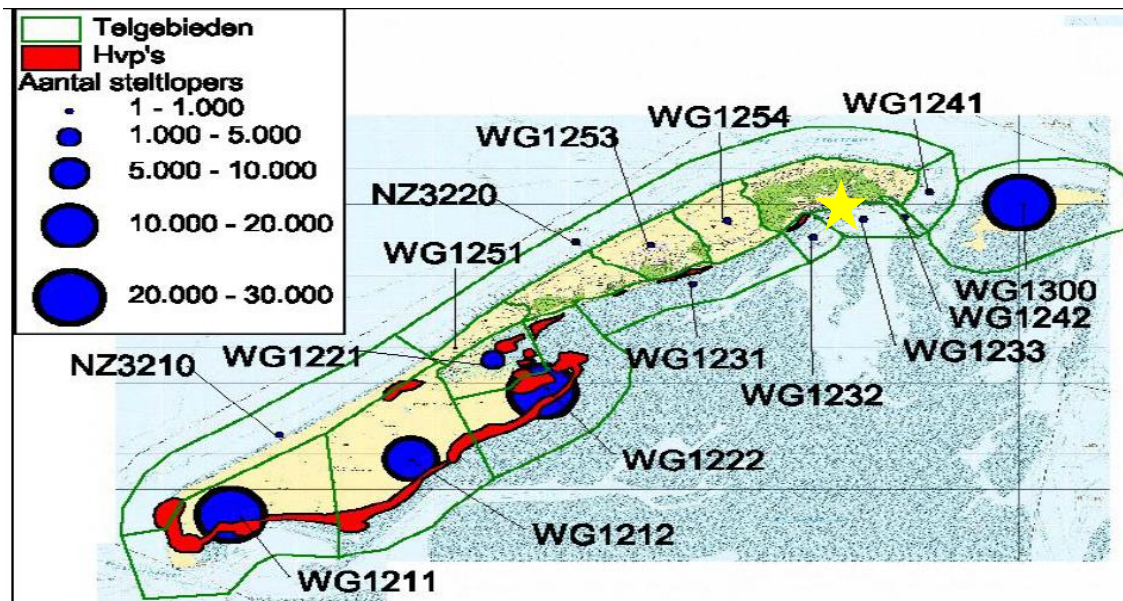 Telgebieden
Hvp's
Aantal steltlopers
1 - 1.000
1.000 - 5.000
5.000 - 10.000
10.000 - 20.000
20.000 - 30.000
WG1241
WG1254
WG1253
NZ3220
WG1251
WG1300
WG1242
WG1233
WG1231
WG1221
NZ3210
WG1232
WG1222
WG1212
WG1211